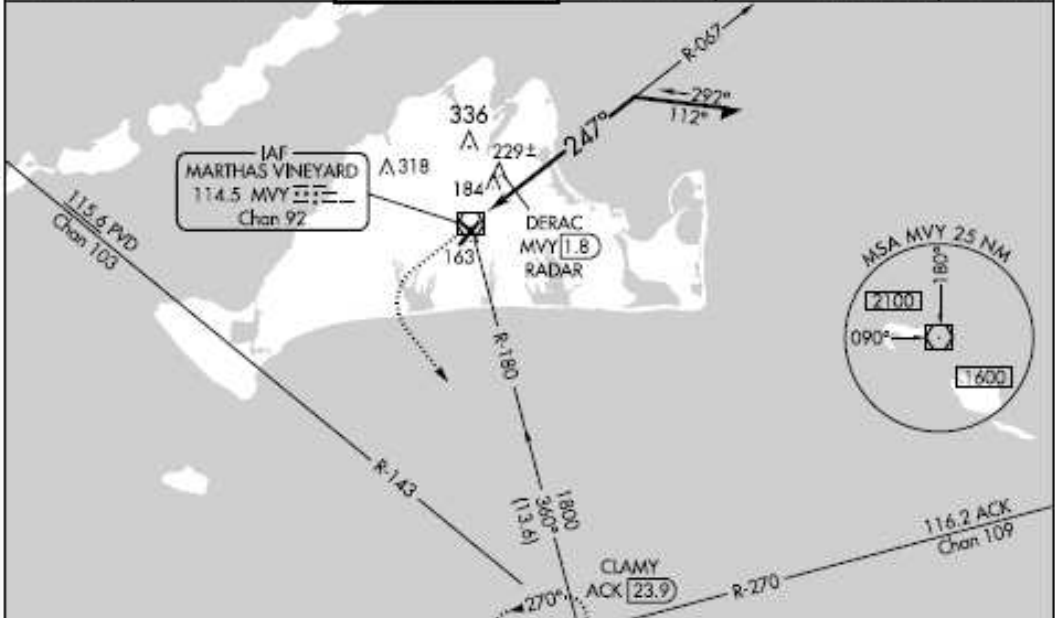 R-067
292°
112°
247°
336
229±
318
184
163
IAF
MARTHAS VINEYARD
114.5 MVY
Chan 92
DERAC
MVY 1.8
RADAR
115.6 PVD
Chan 103
MSA MVY 25 NM
180°
2100
090°
1600
R-180
R-143
1800
360°
(13.6)
116.2 ACK
Chan 109
CLAMY
ACK 23.9
270°
R-270